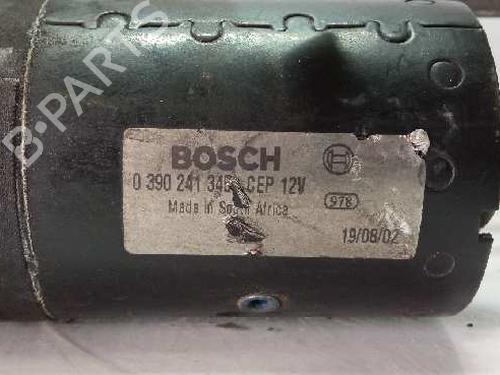 BOSCH
0 390 241 34 CEP 12V
Made in South Africa
978
19/08/02
B-PARTS